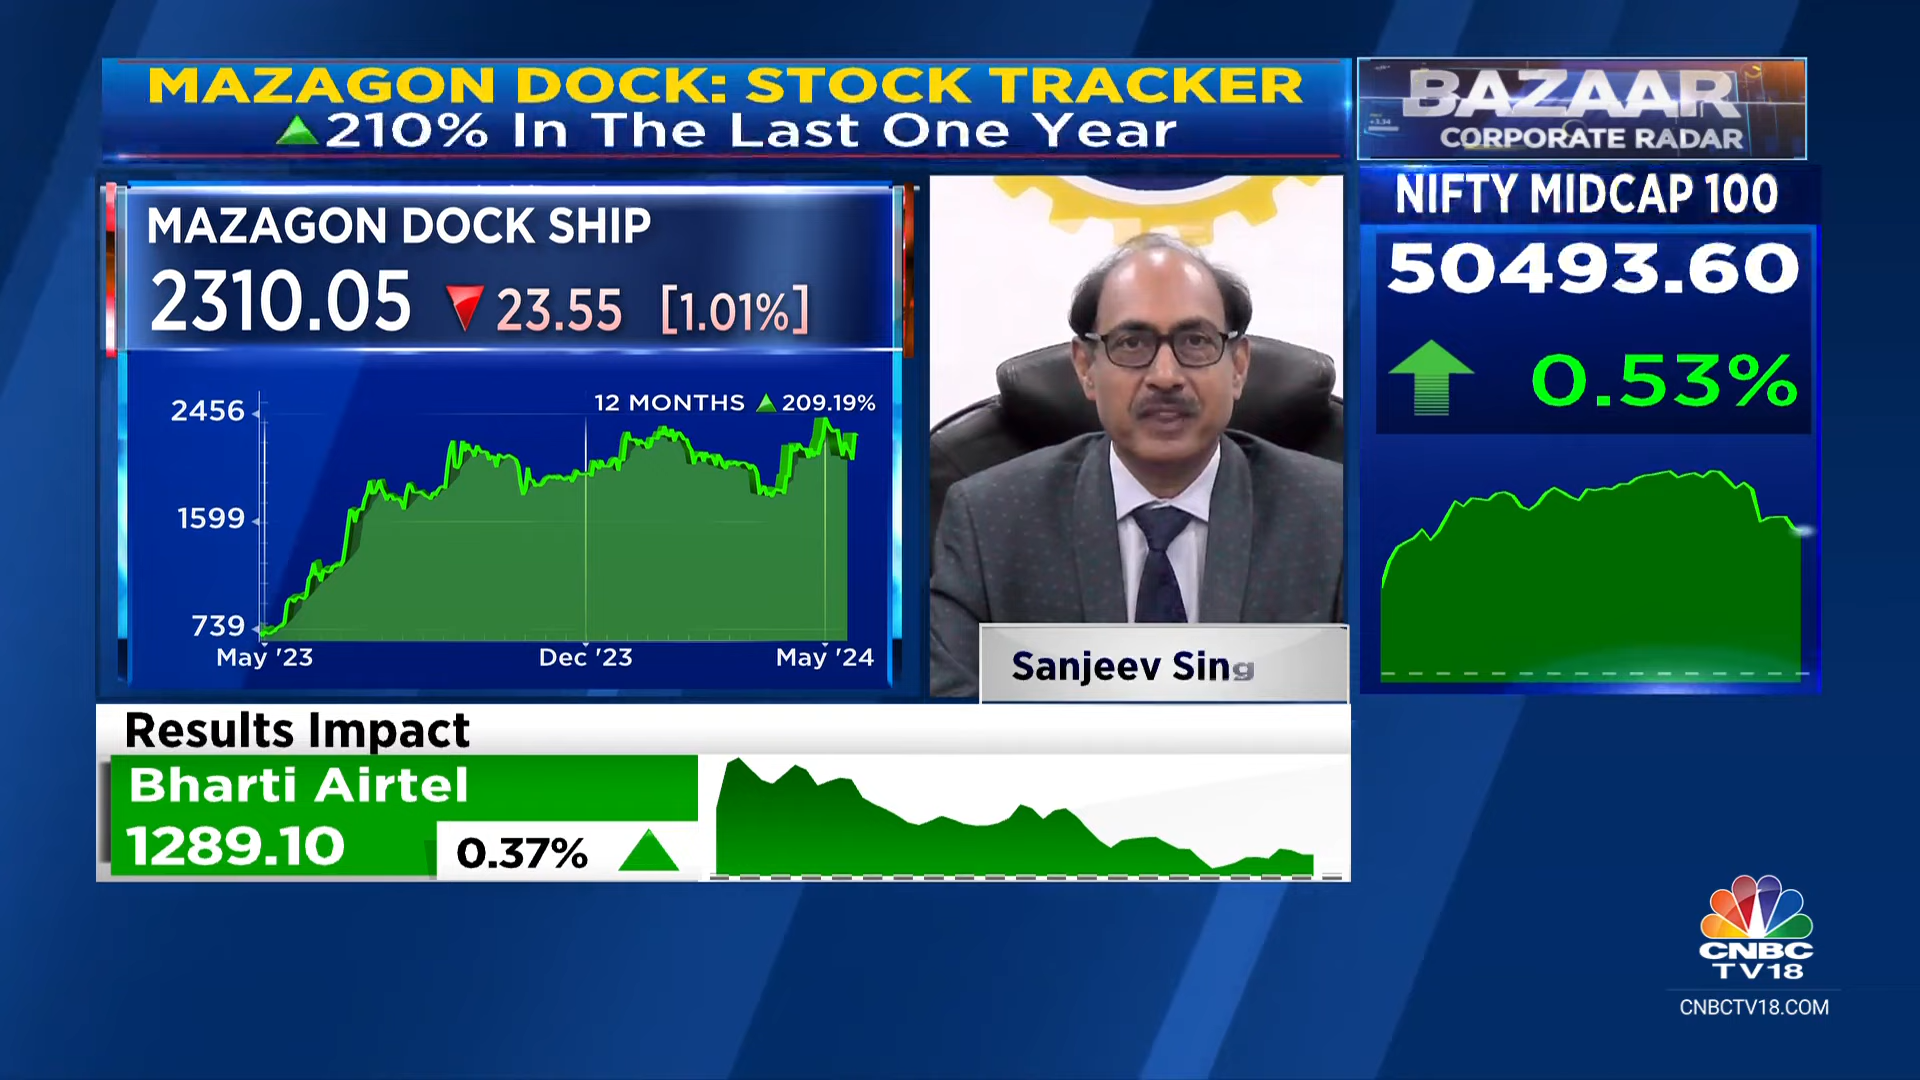 MAZAGON DOCK: STOCK TRACKER
▲210% In The Last One Year
BAZAAR
CORPORATE RADAR
MAZAGON DOCK SHIP
2310.05 ▼ 23.55 [1.01%]
12 MONTHS ▲ 209.19%
2456
1599
739
May '23
Dec '23
May '24
Sanjeev Sing
NIFTY MIDCAP 100
50493.60
0.53%
Results Impact
Bharti Airtel
1289.10
0.37% ▲
CNBC
TV18
CNBCTV18.COM